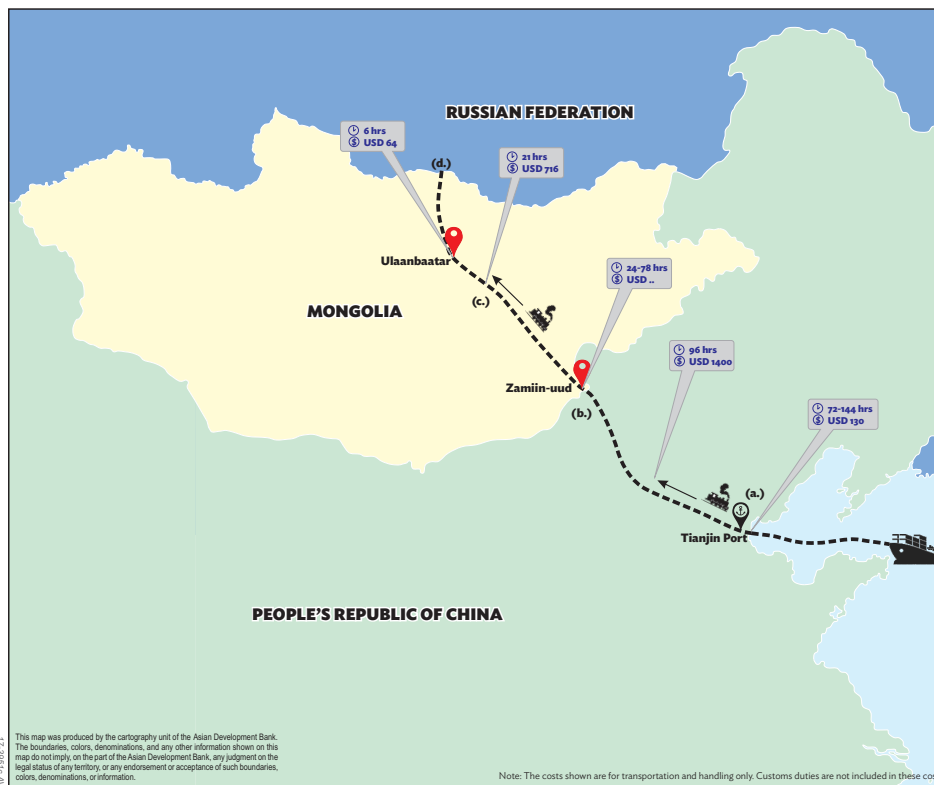 RUSSIAN FEDERATION
6 hrs
USD 64
(d.)
21 hrs
USD 716
Ulaanbaatar
24-78 hrs
USD ..
(c.)
MONGOLIA
96 hrs
USD 1400
Zamiin-uud
(b.)
72-144 hrs
USD 130
(a.)
Tianjin Port
PEOPLE'S REPUBLIC OF CHINA
This map was produced by the cartography unit of the Asian Development Bank.
The boundaries, colors, denominations, and any other information shown on this
map do not imply, on the part of the Asian Development Bank, any judgment on the
legal status of any territory, or any endorsement or acceptance of such boundaries,
colors, denominations, or information.
Note: The costs shown are for transportation and handling only. Customs duties are not included in these cos